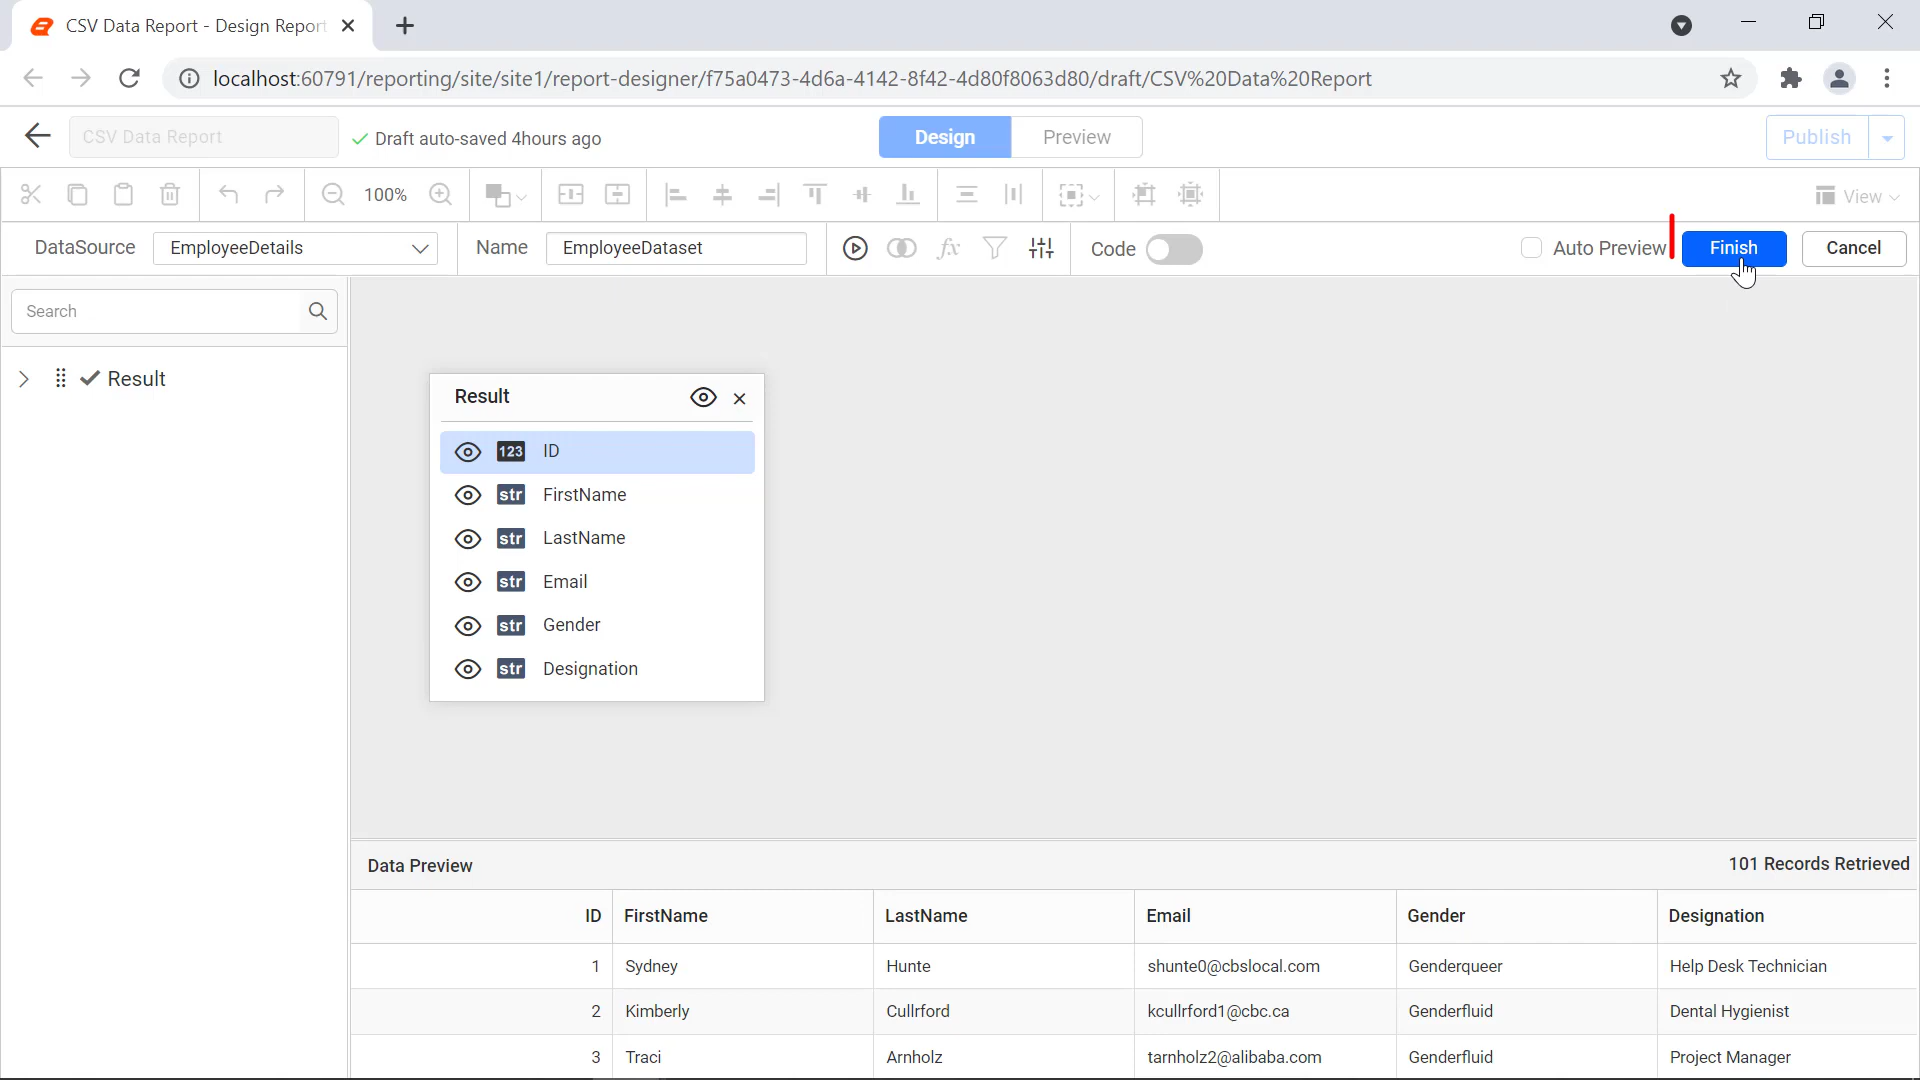 CSV Data Report - Design Report
localhost:60791/reporting/site/site1/report-designer/f75a0473-4d6a-4142-8f42-4d80f8063d80/draft/CSV%20Data%20Report
CSV Data Report
Draft auto-saved 4hours ago
Design
Preview
Publish
100%
View
DataSource
EmployeeDetails
Name
EmployeeDataset
fx
Code
Auto Preview
Finish
Cancel
Search
Result
Result
123 ID
str FirstName
str LastName
str Email
str Gender
str Designation
Data Preview
101 Records Retrieved
ID FirstName LastName Email Gender Designation
1 Sydney Hunte shunte0@cbslocal.com Genderqueer Help Desk Technician
2 Kimberly Cullrford kcullrford1@cbc.ca Genderfluid Dental Hygienist
3 Traci Arnholz tarnholz2@alibaba.com Genderfluid Project Manager